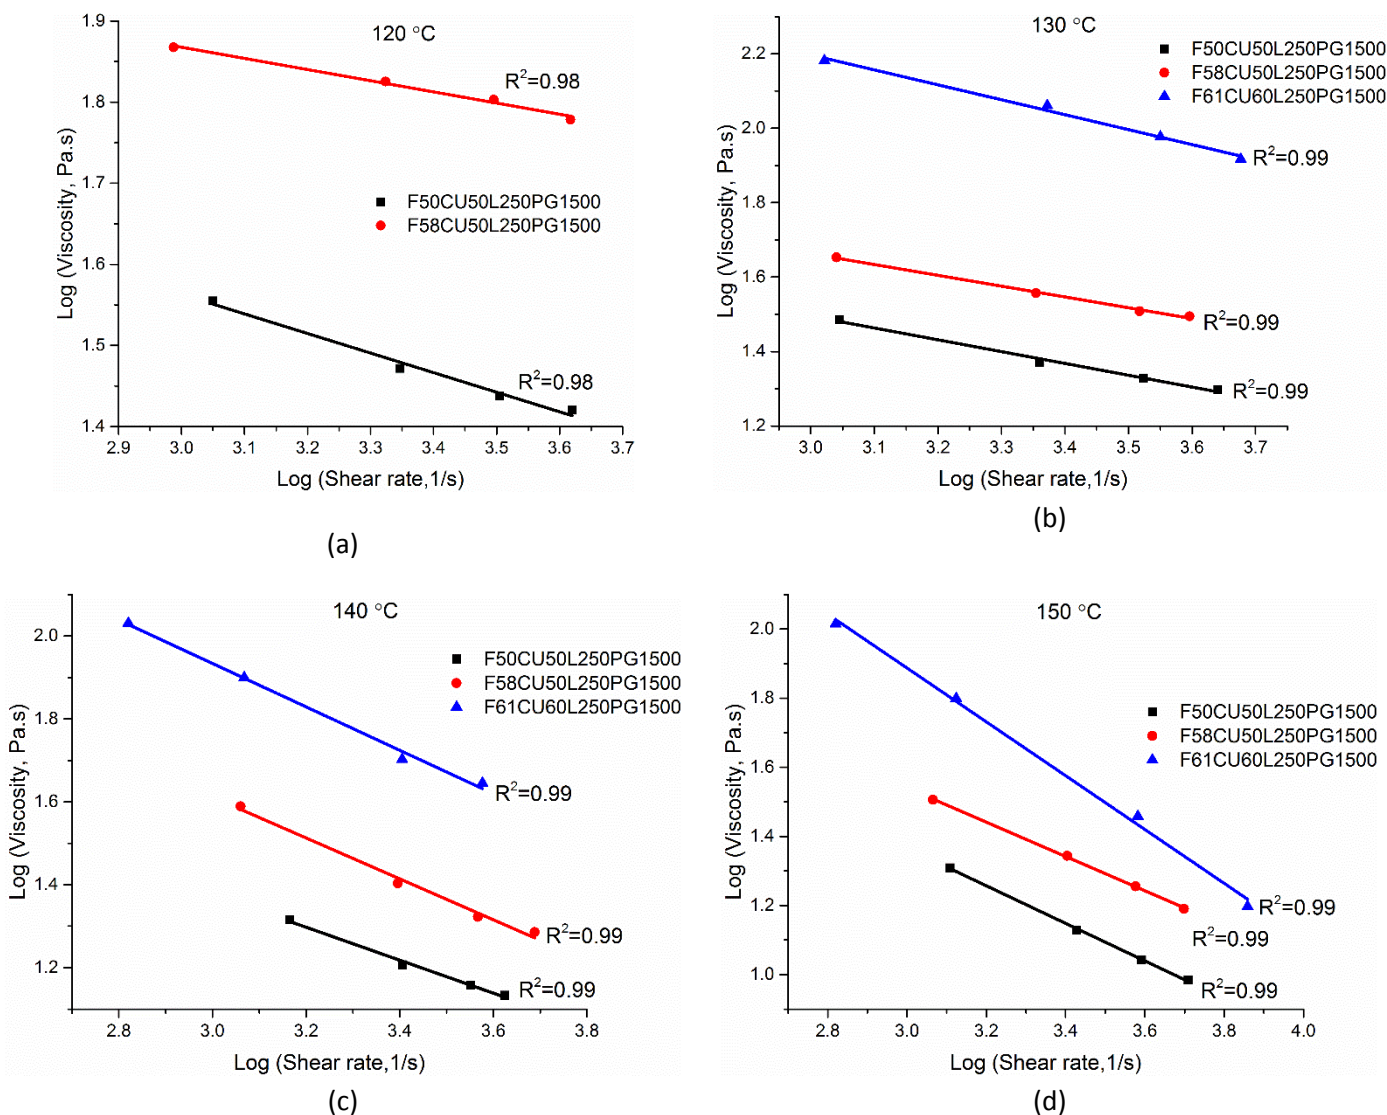 120 °C
1.9
1.8
1.7
1.6
1.5
1.4
Log (Viscosity, Pa.s)
R²=0.98
F50CU50L250PG1500
F58CU50L250PG1500
R²=0.98
2.9 3.0 3.1 3.2 3.3 3.4 3.5 3.6 3.7
Log (Shear rate,1/s)
(a)
130 °C
2.2
2.0
1.8
1.6
1.4
1.2
Log (Viscosity, Pa.s)
F50CU50L250PG1500
F58CU50L250PG1500
F61CU60L250PG1500
R²=0.99
R²=0.99
R²=0.99
3.0 3.1 3.2 3.3 3.4 3.5 3.6 3.7
Log (Shear rate,1/s)
(b)
140 °C
2.0
1.8
1.6
1.4
1.2
Log (Viscosity, Pa.s)
F50CU50L250PG1500
F58CU50L250PG1500
F61CU60L250PG1500
R²=0.99
R²=0.99
R²=0.99
2.8 3.0 3.1 3.4 3.6 3.8
Log (Shear rate,1/s)
(c)
150 °C
2.0
1.8
1.6
1.4
1.2
1.0
Log (Viscosity, Pa.s)
F50CU50L250PG1500
F58CU50L250PG1500
F61CU60L250PG1500
R²=0.99
R²=0.99
R²=0.99
2.8 3.0 3.1 3.4 3.6 3.8 4.0
Log (Shear rate,1/s)
(d)